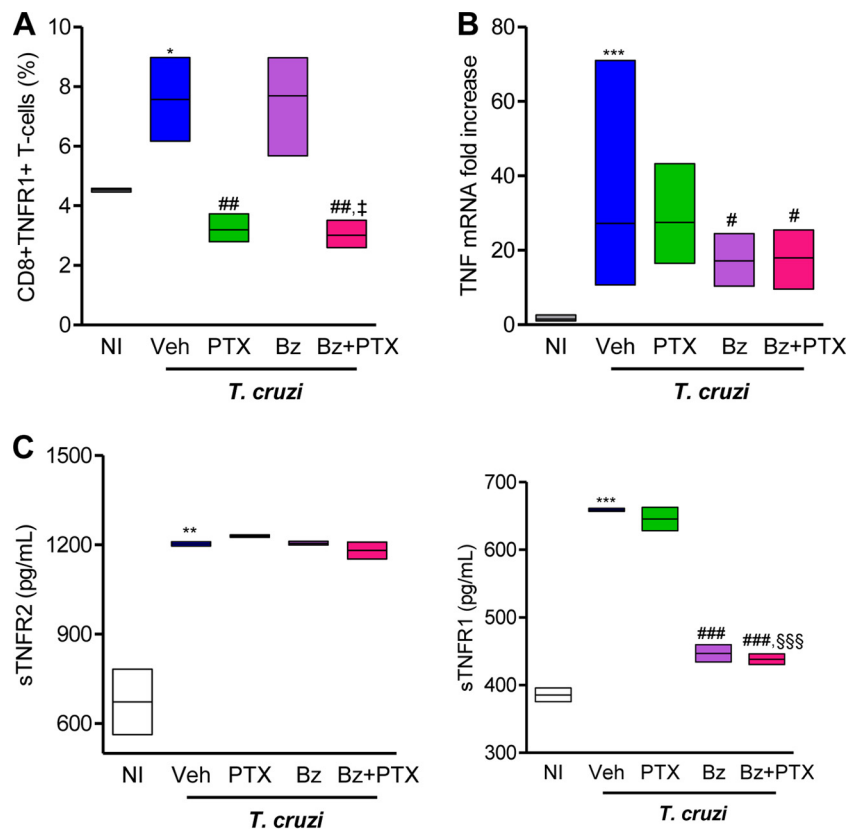 A
CD8+TNFR1+ T-cells (%)
10
8
6
4
2
0
*
##
##,‡
NI Veh PTX Bz Bz+PTX
T. cruzi
B
TNF mRNA fold increase
80
60
40
20
0
***
#
#
NI Veh PTX Bz Bz+PTX
T. cruzi
C
sTNFR2 (pg/mL)
1500
1200
900
600
**
NI Veh PTX Bz Bz+PTX
T. cruzi
sTNFR1 (pg/mL)
700
600
500
400
300
***
###
###,§§§
NI Veh PTX Bz Bz+PTX
T. cruzi